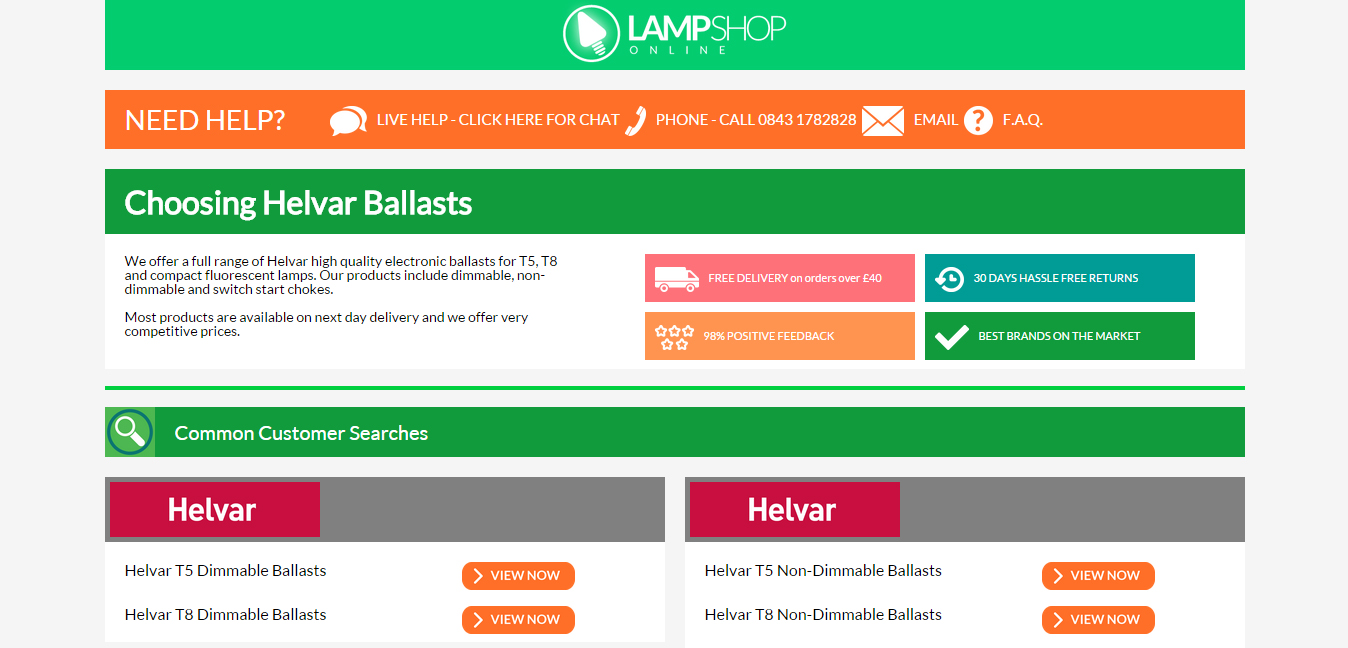 LAMPSHOP
ONLINE
NEED HELP? LIVE HELP - CLICK HERE FOR CHAT PHONE - CALL 0843 1782828 EMAIL ? F.A.Q.
Choosing Helvar Ballasts
We offer a full range of Helvar high quality electronic ballasts for T5, T8
and compact fluorescent lamps. Our products include dimmable, non-
dimmable and switch start chokes.
Most products are available on next day delivery and we offer very
competitive prices.
FREE DELIVERY on orders over £40
30 DAYS HASSLE FREE RETURNS
98% POSITIVE FEEDBACK
BEST BRANDS ON THE MARKET
Common Customer Searches
Helvar
Helvar T5 Dimmable Ballasts VIEW NOW
Helvar T8 Dimmable Ballasts VIEW NOW
Helvar
Helvar T5 Non-Dimmable Ballasts VIEW NOW
Helvar T8 Non-Dimmable Ballasts VIEW NOW